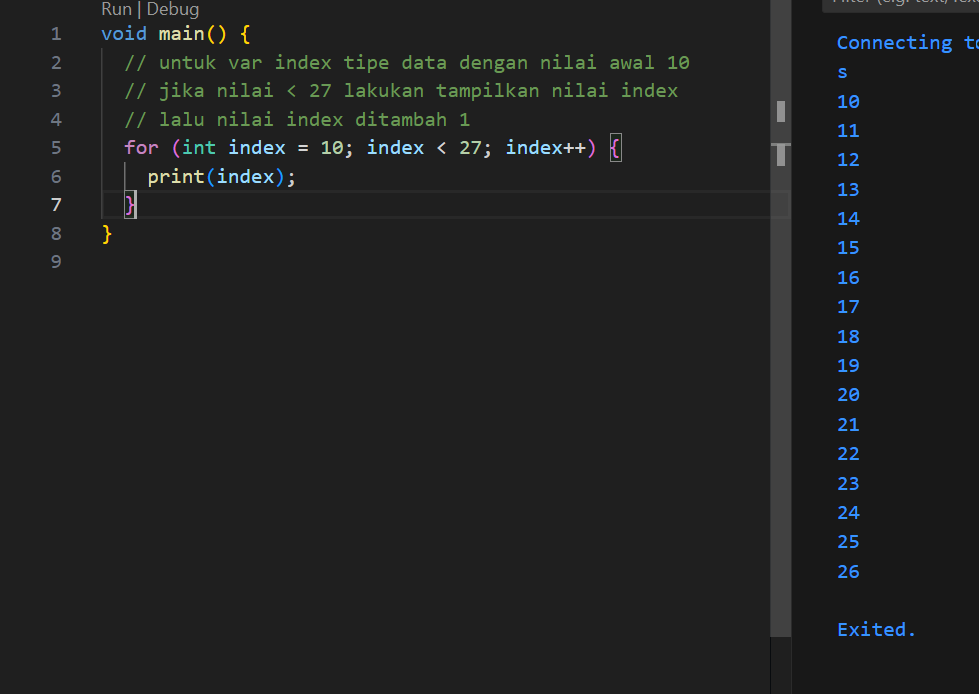 Run | Debug
1 void main() {
2 // untuk var index tipe data dengan nilai awal 10
3 // jika nilai < 27 lakukan tampilkan nilai index
4 // lalu nilai index ditambah 1
5 for (int index = 10; index < 27; index++) {
6 print(index);
7 }
8 }
9
Connecting to
s
10
11
12
13
14
15
16
17
18
19
20
21
22
23
24
25
26
Exited.